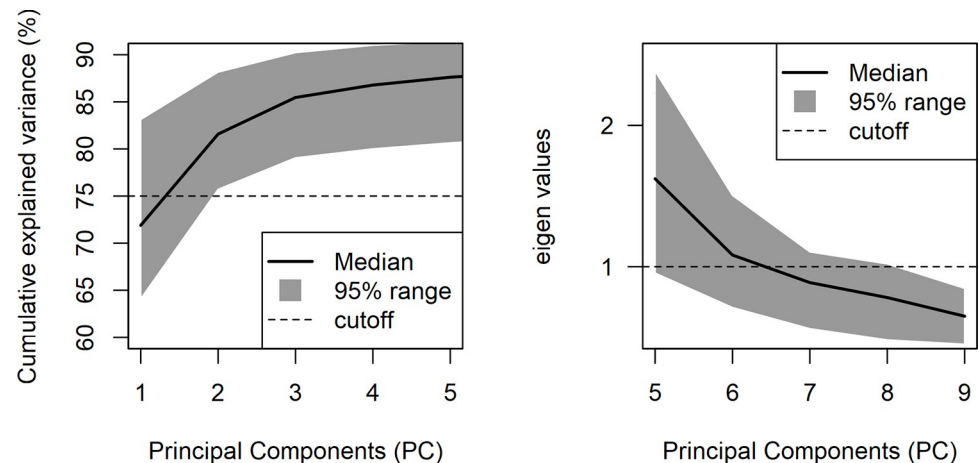 Cumulative explained variance (%)
90
85
80
75
70
65
60
Median
95% range
cutoff
1 2 3 4 5
Principal Components (PC)
eigen values
2
1
Median
95% range
cutoff
5 6 7 8 9
Principal Components (PC)